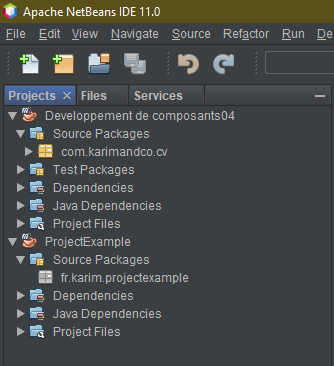 Apache NetBeans IDE 11.0
File Edit View Navigate Source Refactor Run De
Projects Files Services
Developpement de composants04
Source Packages
com.karimandco.cv
Test Packages
Dependencies
Java Dependencies
Project Files
ProjectExample
Source Packages
fr.karim.projectexample
Dependencies
Java Dependencies
Project Files